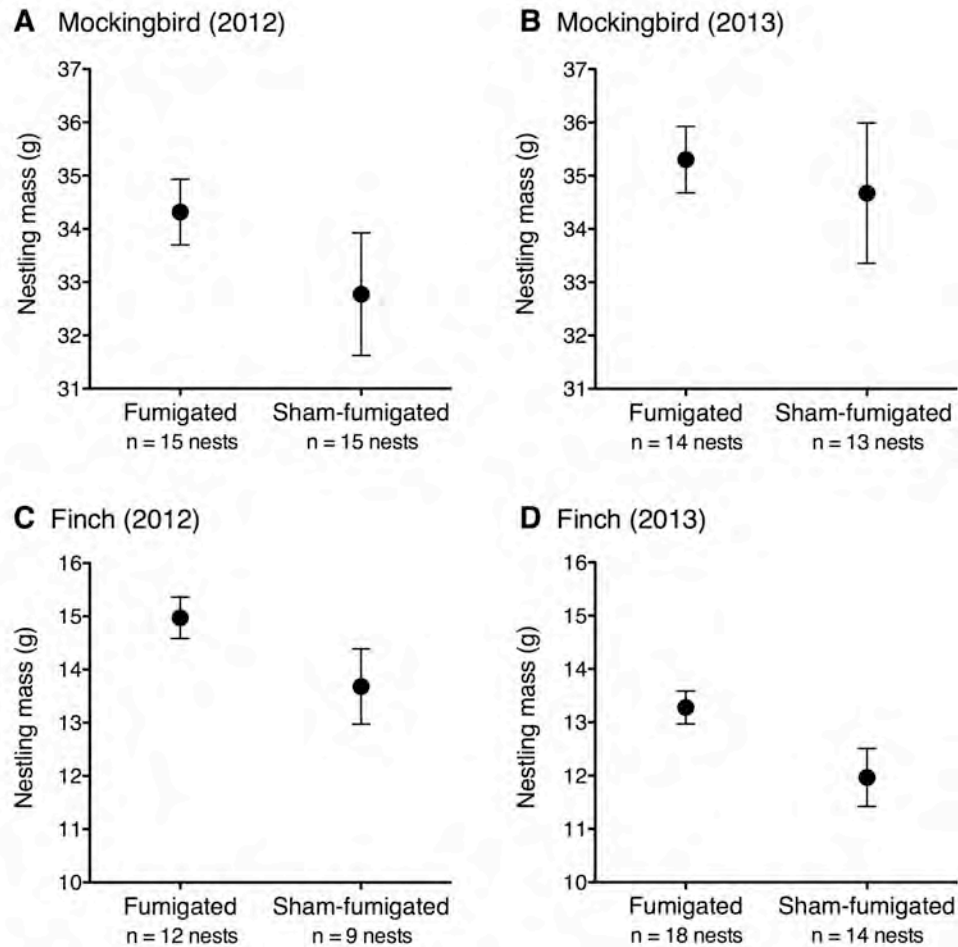 A Mockingbird (2012)
Nestling mass (g)
37
36
35
34
33
32
31
Fumigated Sham-fumigated
n = 15 nests n = 15 nests
B Mockingbird (2013)
Nestling mass (g)
37
36
35
34
33
32
31
Fumigated Sham-fumigated
n = 14 nests n = 13 nests
C Finch (2012)
Nestling mass (g)
16
15
14
13
12
11
10
Fumigated Sham-fumigated
n = 12 nests n = 9 nests
D Finch (2013)
Nestling mass (g)
16
15
14
13
12
11
10
Fumigated Sham-fumigated
n = 18 nests n = 14 nests